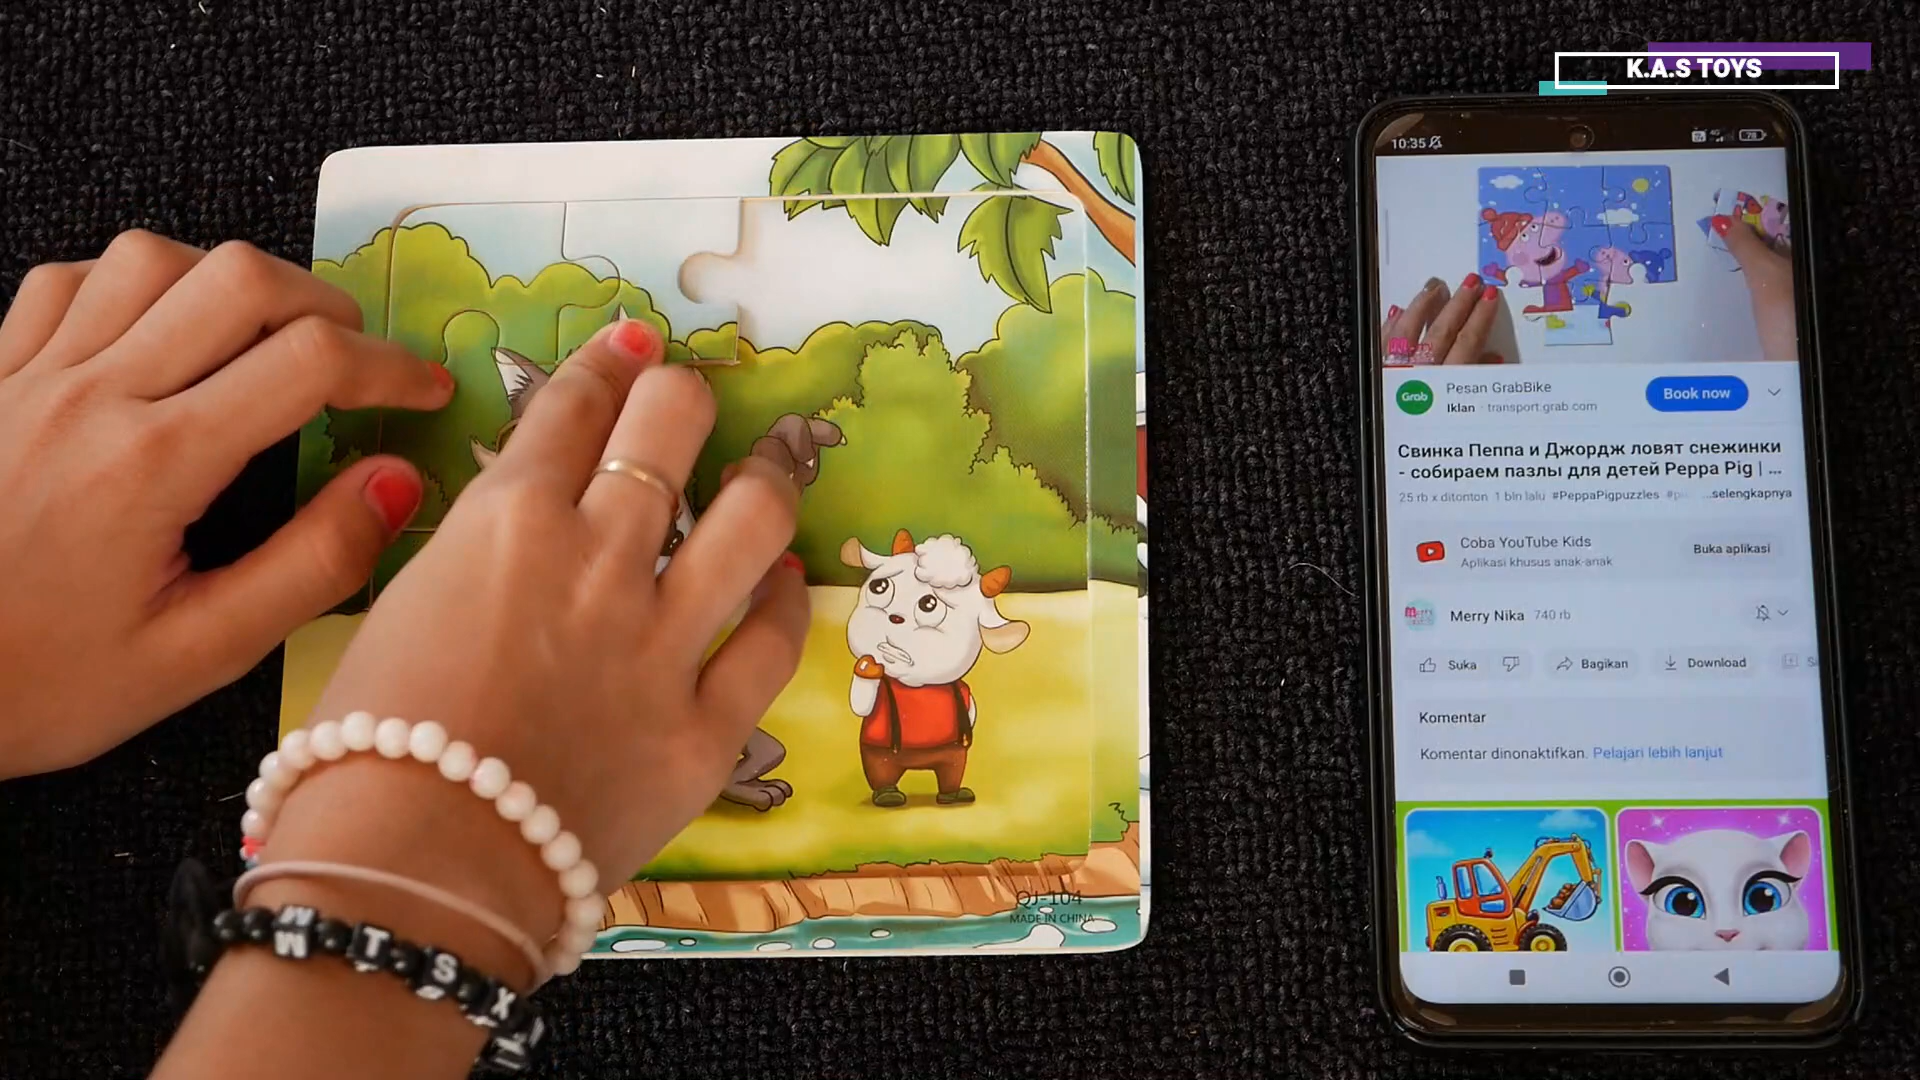 K.A.S TOYS
10:35
Pesan GrabBike
Grab
Iklan · transport.grab.com
Book now
Свинка Пеппа и Джордж ловят снежинки
- собираем пазлы для детей Peppa Pig | ...
25 rb x ditonton 1 bln lalu #PeppaPigpuzzles ...selengkapnya
Coba YouTube Kids
Aplikasi khusus anak-anak
Buka aplikasi
Merry Nika 740 rb
Suka
Bagikan
Download
Komentar
Komentar dinonaktifkan. Pelajari lebih lanjut
QJ-104
MADE IN CHINA
M T S X